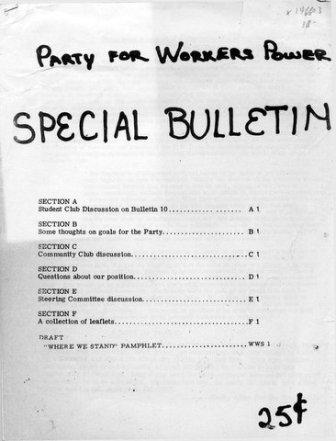 PARTY FOR WORKERS POWER
SPECIAL BULLETIN
SECTION A
Student Club Discussion on Bulletin 10.................. A 1
SECTION B
Some thoughts on goals for the Party..................... B 1
SECTION C
Community Club discussion.............................. C 1
SECTION D
Questions about our position............................. D 1
SECTION E
Steering Committee discussion........................... E 1
SECTION F
A collection of leaflets.................................. F 1
DRAFT
"WHERE WE STAND" PAMPHLET...................... WWS 1
25¢